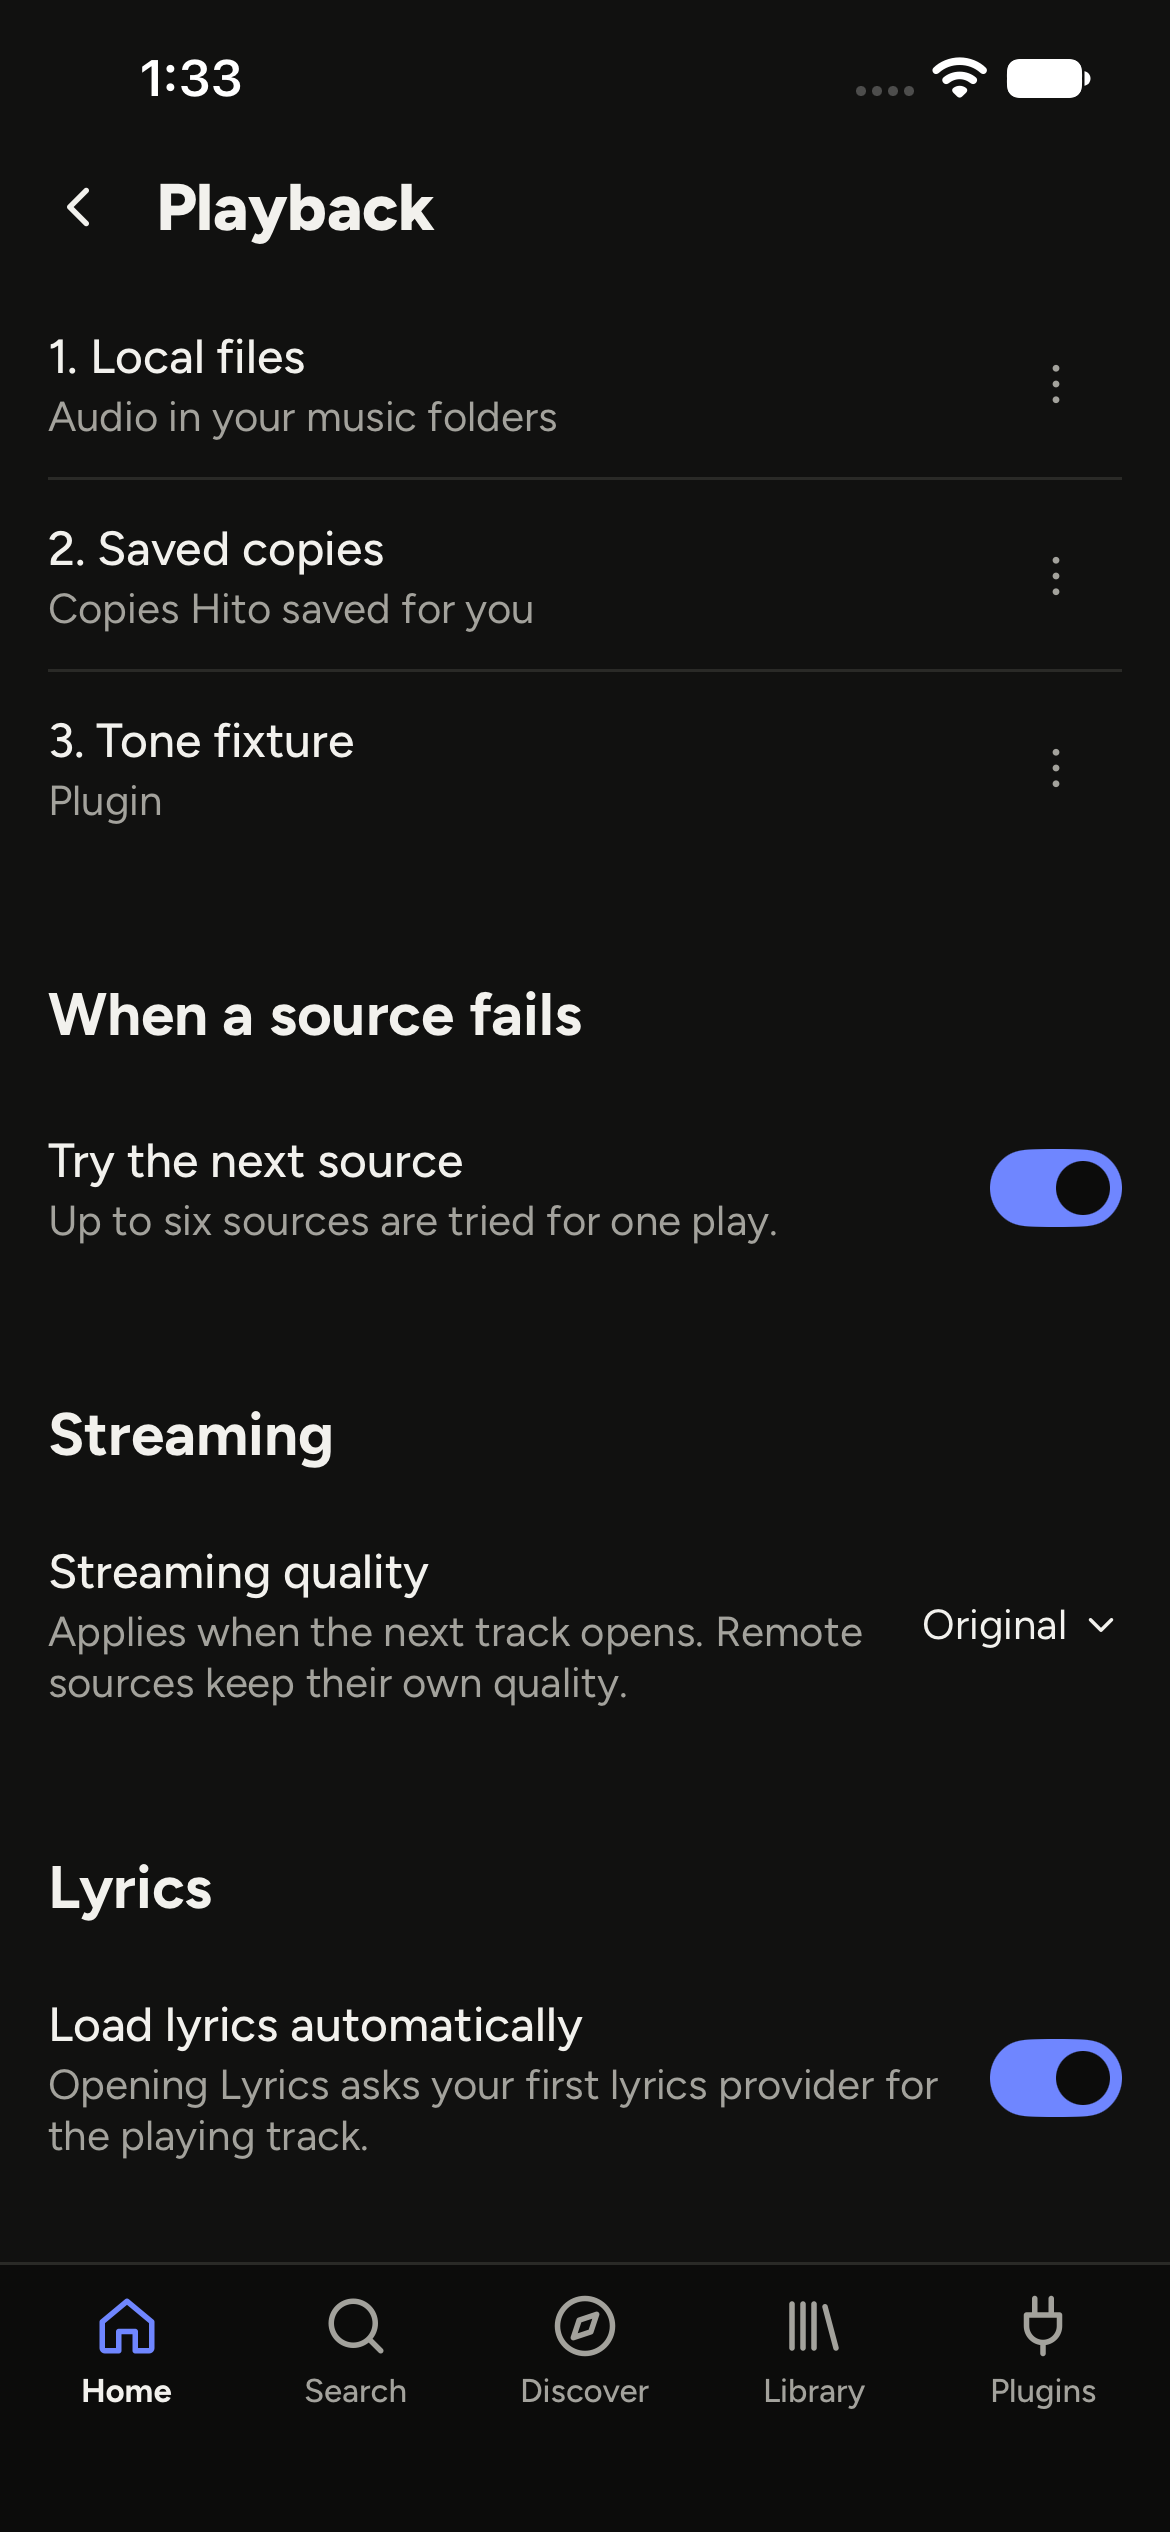 1:33
Playback
1. Local files
Audio in your music folders
2. Saved copies
Copies Hito saved for you
3. Tone fixture
Plugin
When a source fails
Try the next source
Up to six sources are tried for one play.
Streaming
Streaming quality
Applies when the next track opens. Remote
sources keep their own quality.
Original
Lyrics
Load lyrics automatically
Opening Lyrics asks your first lyrics provider for
the playing track.
Home
Search
Discover
Library
Plugins